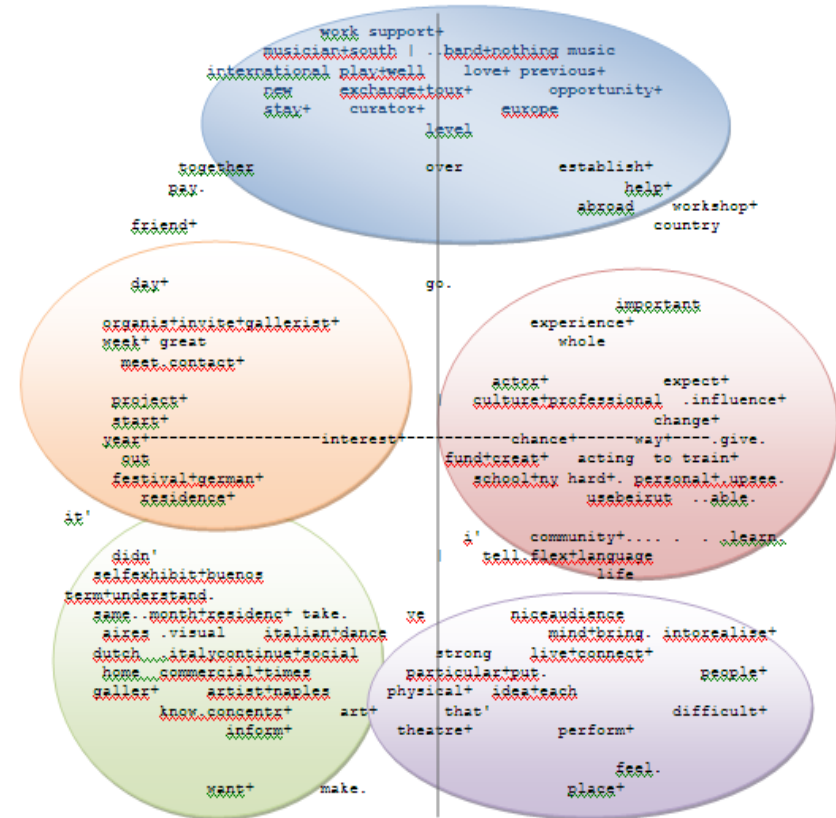 work support+
musician+south | ..band+nothing music
international play+well love+ previous+
new exchange+tour+ opportunity+
stay+ curator+ europe
level
together over establish+
pay. help+
abroad workshop+
friend+ country
day+ go.
important
organis+invite+gallerist+ experience+
week+ great whole
meet.contact+
actor+ expect+
project+ | culture+professional .influence+
start+ change+
year+-------------------interest+------------chance+------way+----.give.
out fund+creat+ acting to train+
festival+german+ school+ny hard+. personal+.upsee.
residence+ usebeirut ..able.
it'
i' community+.... . . .learn.
didn' | tell.flex+language
selfexhibit+buenos life
term+understand.
same..month+residenc+ take. ve niceaudience
aires .visual italian+dance mind+bring. intorealise+
dutch...italycontinue+social strong live+connect+
home commercial+times particular+put. people+
galler+ artist+naples physical+ idea+each
know.concentr+ art+ that' difficult+
inform+ theatre+ perform+
feel.
want+ make. place+